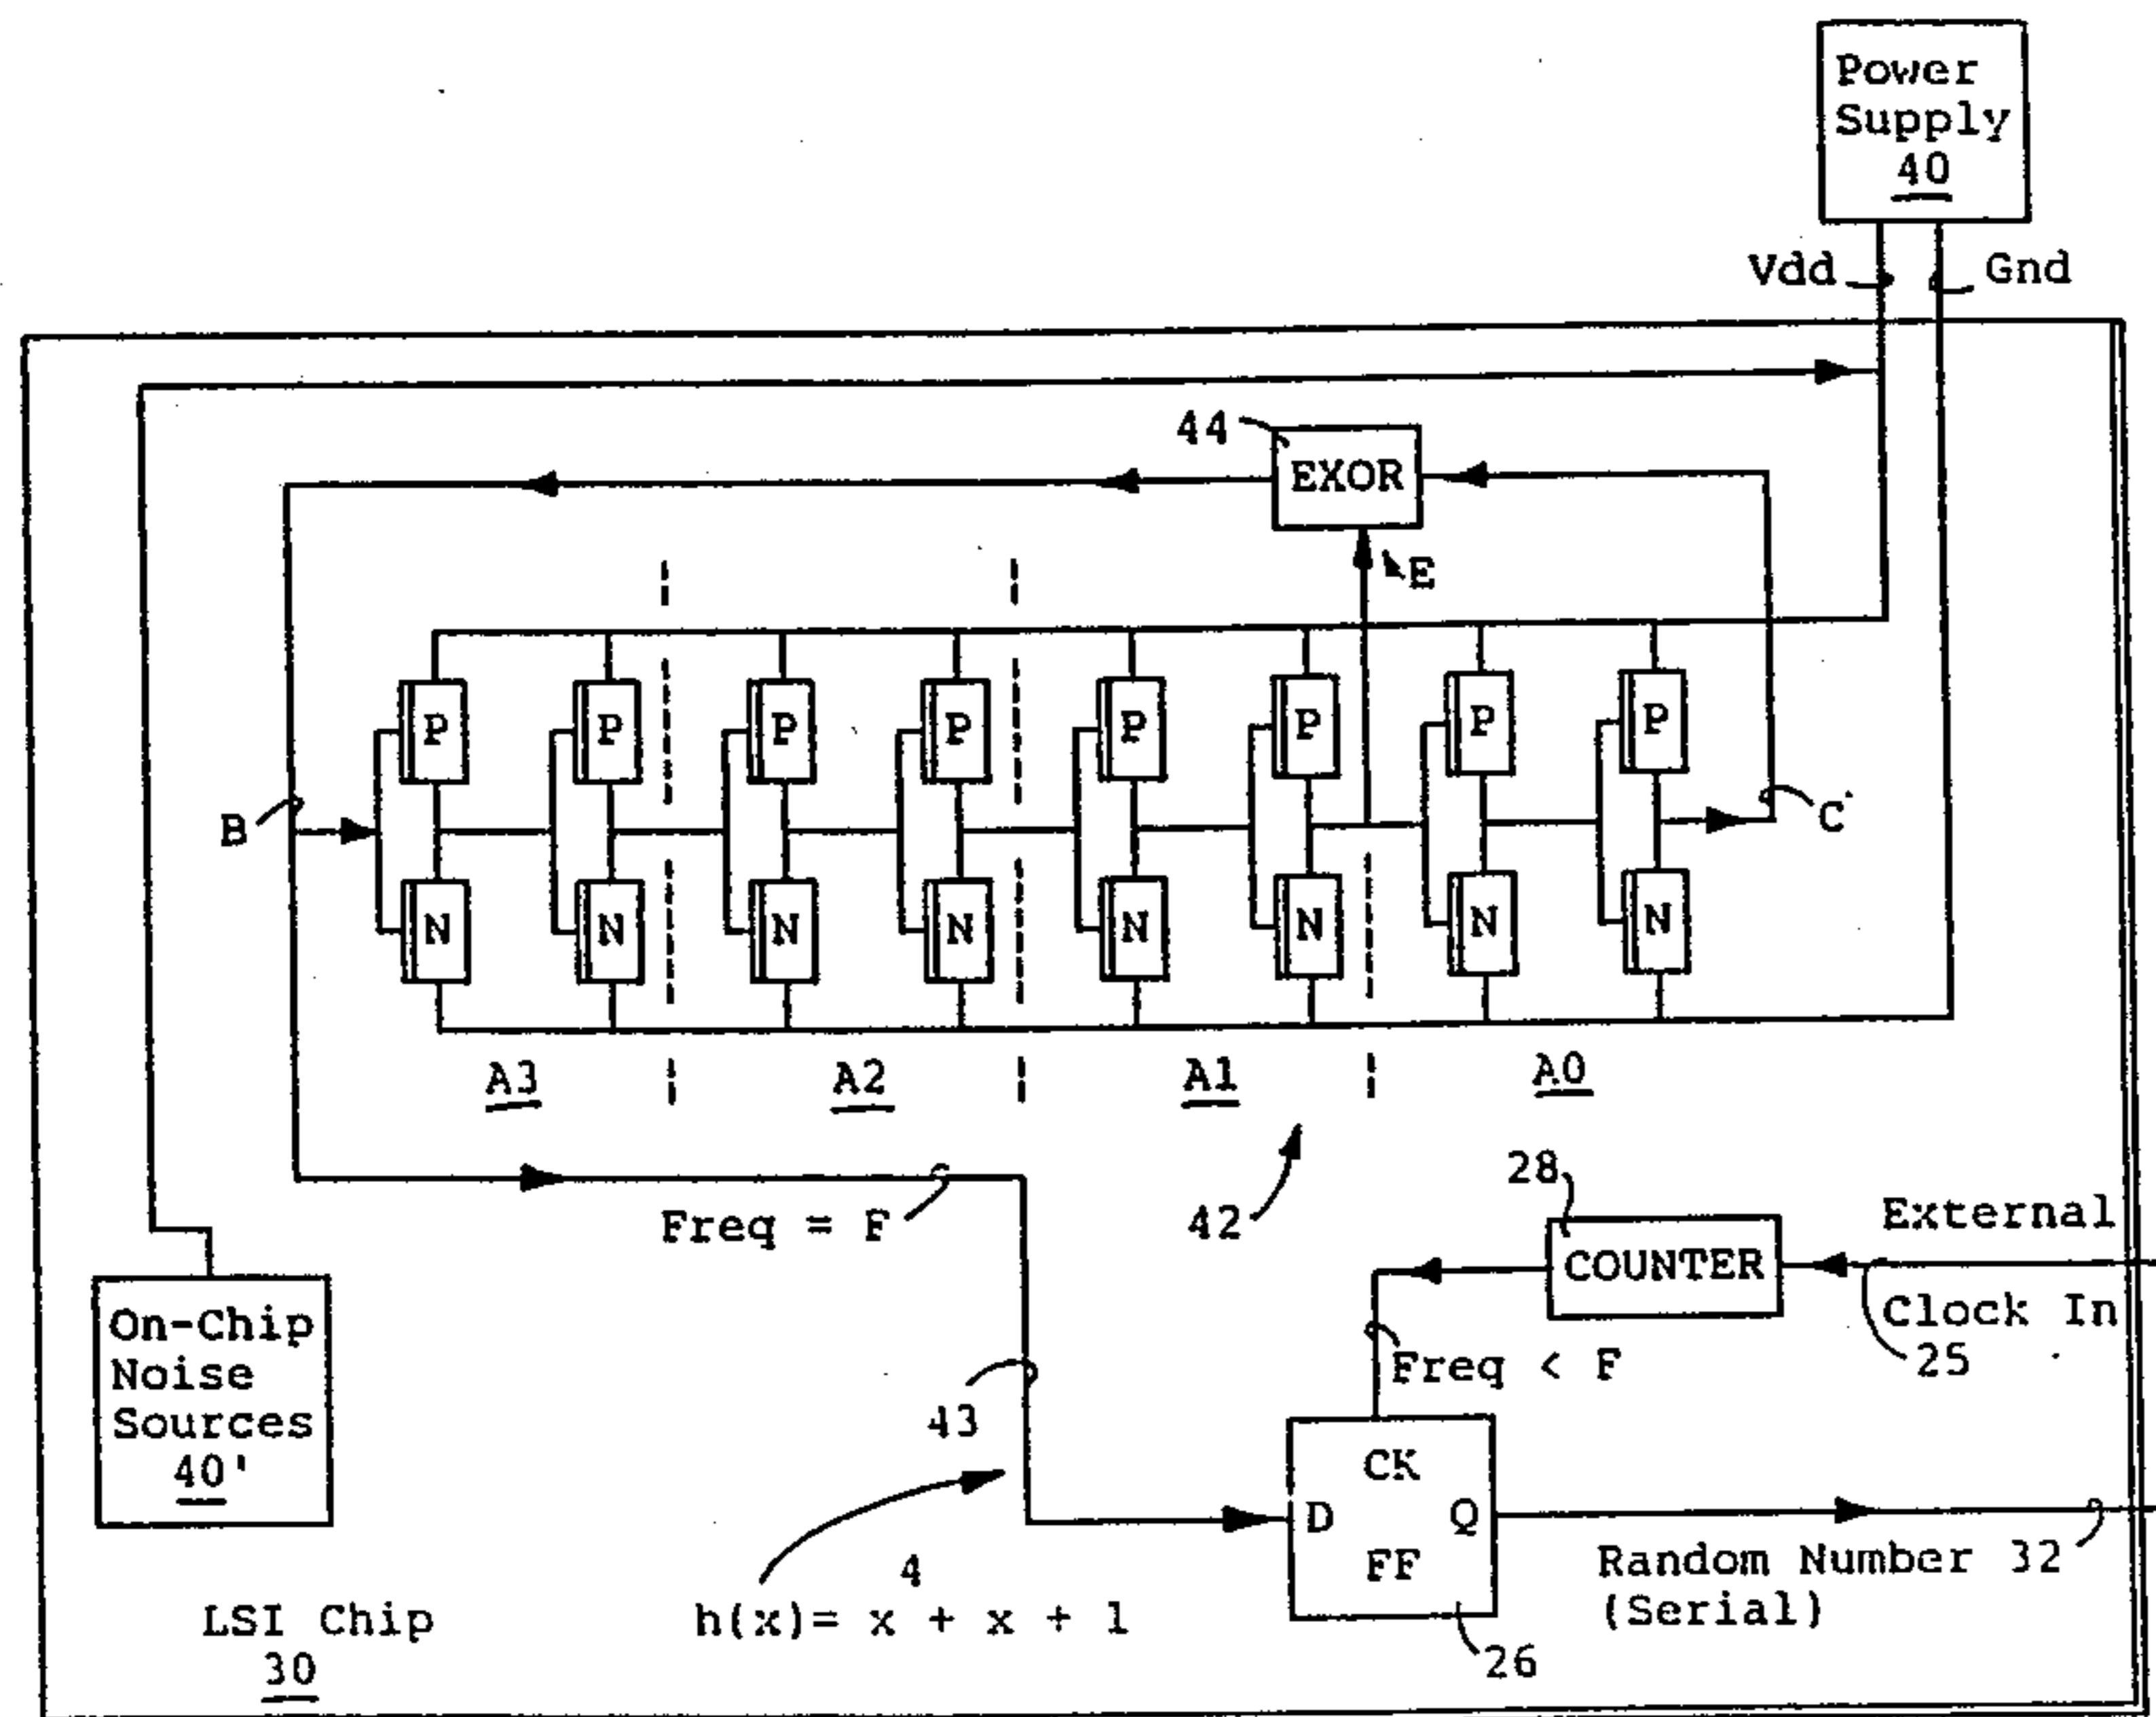 Power
Supply
40
Vdd
Gnd
44
EXOR
E
P P P P P P P P
B
C
N N N N N N N N
A3 A2 A1 A0
Freq = F
42
28
COUNTER
External
Clock In
25
Freq < F
On-Chip
Noise
Sources
40'
43
CK
D Q
FF
26
Random Number 32
(Serial)
4
h(x)= x + x + 1
LSI Chip
30